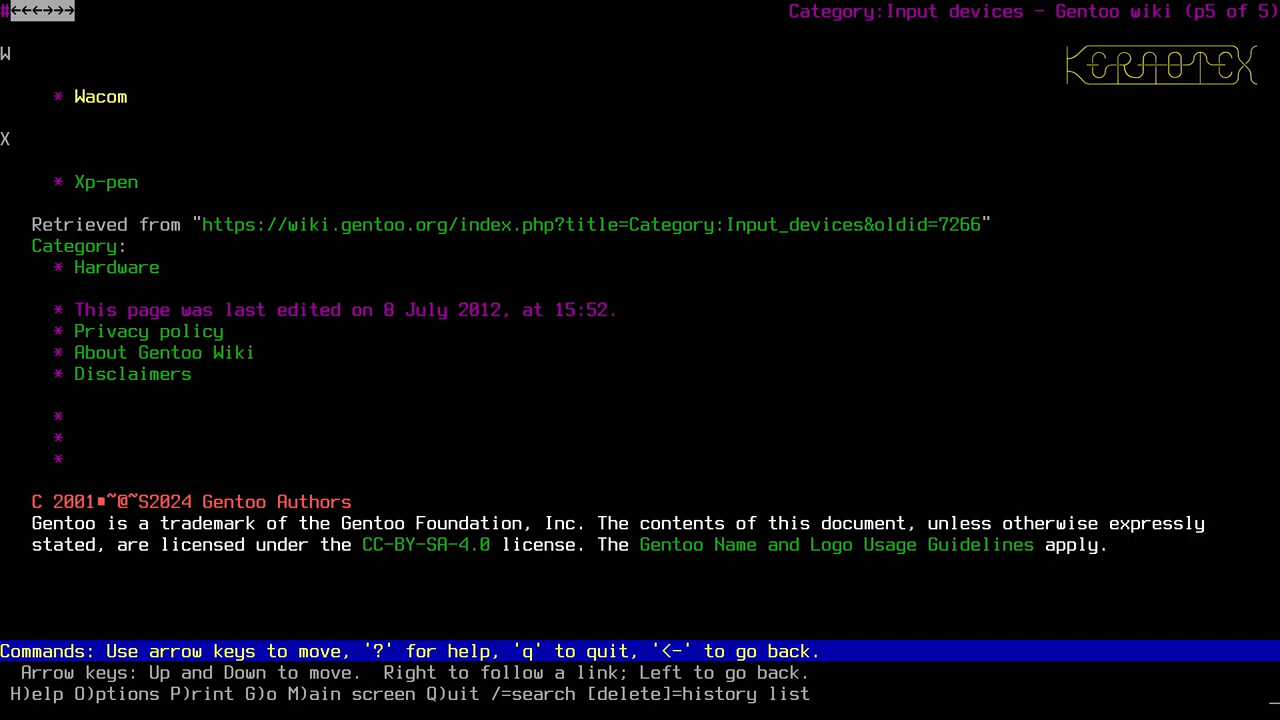 #←←←→→→ Category:Input devices - Gentoo wiki (p5 of 5)
W
KERNOTEX
* Wacom
X
* Xp-pen
Retrieved from "https://wiki.gentoo.org/index.php?title=Category:Input_devices&oldid=7266"
Category:
* Hardware
* This page was last edited on 8 July 2012, at 15:52.
* Privacy policy
* About Gentoo Wiki
* Disclaimers
*
*
*
C 2001▪~@~S2024 Gentoo Authors
Gentoo is a trademark of the Gentoo Foundation, Inc. The contents of this document, unless otherwise expressly
stated, are licensed under the CC-BY-SA-4.0 license. The Gentoo Name and Logo Usage Guidelines apply.
Commands: Use arrow keys to move, '?' for help, 'q' to quit, '<-' to go back.
Arrow keys: Up and Down to move. Right to follow a link; Left to go back.
H)elp O)ptions P)rint G)o M)ain screen Q)uit /=search [delete]=history list